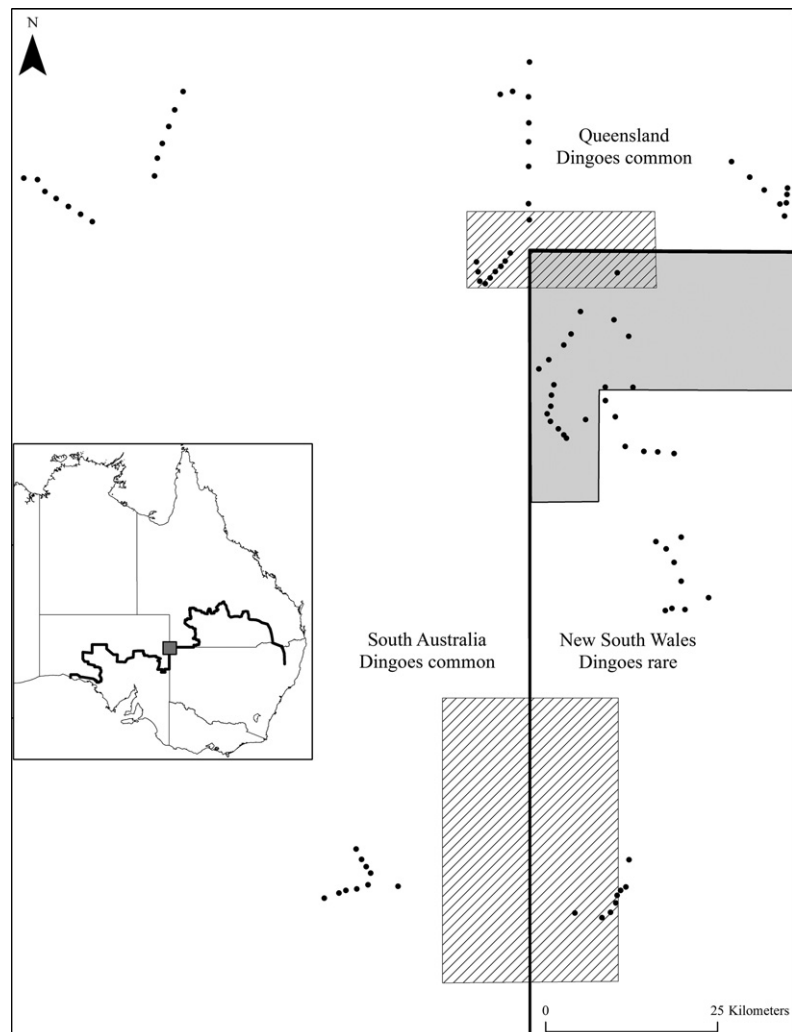 N
Queensland
Dingoes common
South Australia
Dingoes common
New South Wales
Dingoes rare
0
25 Kilometers